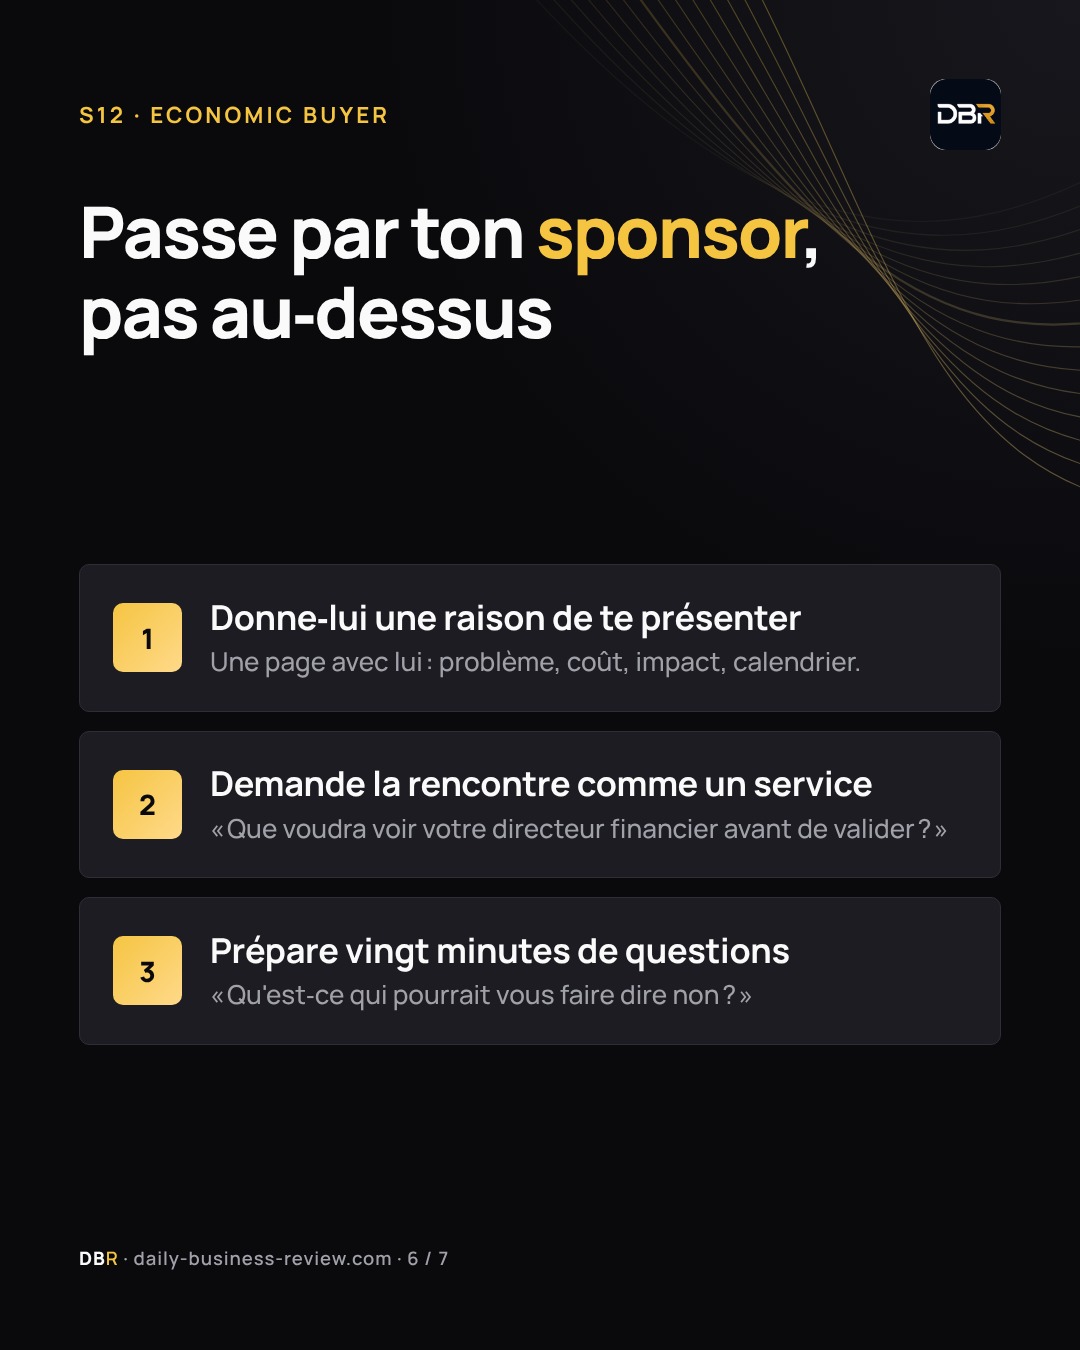 S12 · ECONOMIC BUYER
DBR
Passe par ton sponsor,
pas au-dessus
1
Donne-lui une raison de te présenter
Une page avec lui : problème, coût, impact, calendrier.
2
Demande la rencontre comme un service
« Que voudra voir votre directeur financier avant de valider ? »
3
Prépare vingt minutes de questions
« Qu'est-ce qui pourrait vous faire dire non ? »
DBR · daily-business-review.com · 6 / 7